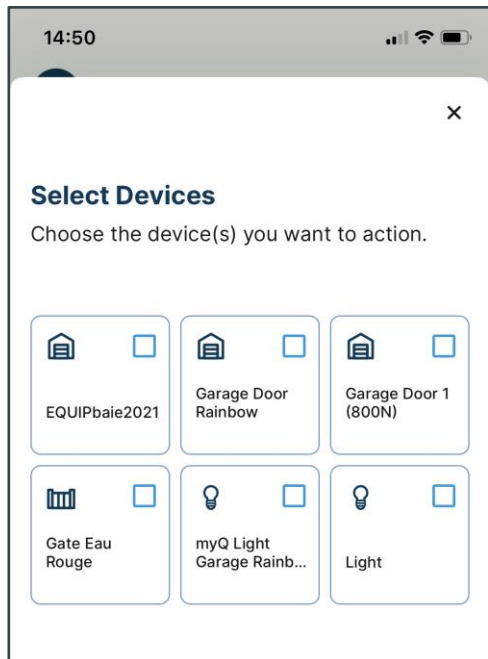 14:50
Select Devices
Choose the device(s) you want to action.
EQUIPbaie2021
Garage Door
Rainbow
Garage Door 1
(800N)
Gate Eau
Rouge
myQ Light
Garage Rainb...
Light